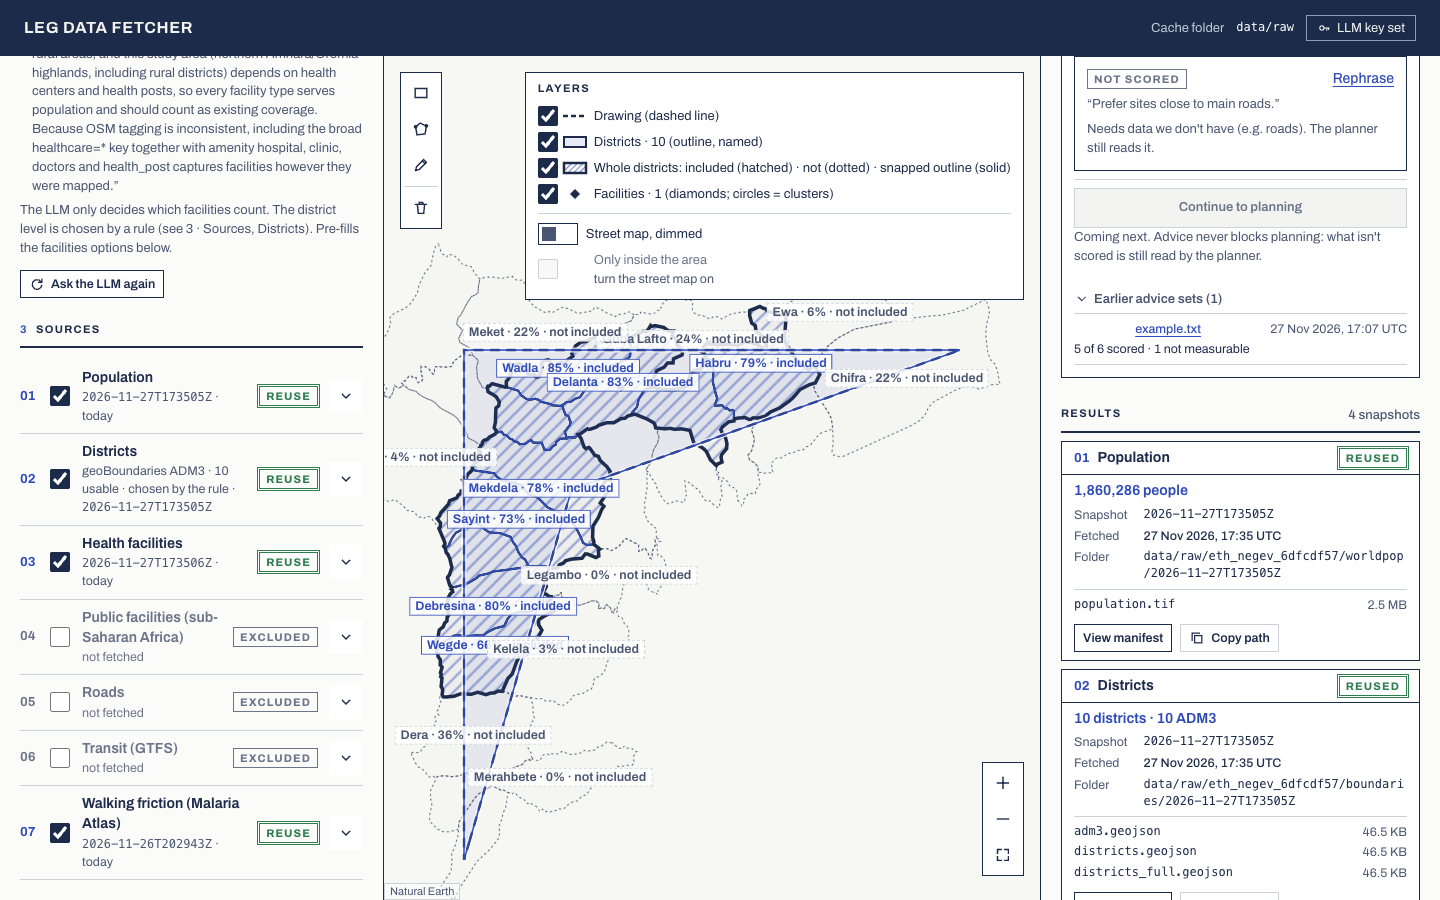 LEG DATA FETCHER
Cache folder data/raw
LLM key set
highlands, including rural districts) depends on health
centers and health posts, so every facility type serves
population and should count as existing coverage.
Because OSM tagging is inconsistent, including the broad
healthcare=* key together with amenity hospital, clinic,
doctors and health_post captures facilities however they
were mapped.”
The LLM only decides which facilities count. The district
level is chosen by a rule (see 3 · Sources, Districts). Pre-fills
the facilities options below.
Ask the LLM again
3 SOURCES
01 Population
2026-11-27T173505Z ·
today
REUSE
02 Districts
geoBoundaries ADM3 · 10
usable · chosen by the rule ·
2026-11-27T173505Z
REUSE
03 Health facilities
2026-11-27T173506Z ·
today
REUSE
04 Public facilities (sub-
Saharan Africa)
not fetched
EXCLUDED
05 Roads
not fetched
EXCLUDED
06 Transit (GTFS)
not fetched
EXCLUDED
07 Walking friction (Malaria
Atlas)
2026-11-26T202943Z ·
today
REUSE
LAYERS
Drawing (dashed line)
Districts · 10 (outline, named)
Whole districts: included (hatched) · not (dotted) · snapped outline (solid)
Facilities · 1 (diamonds; circles = clusters)
Street map, dimmed
Only inside the area
turn the street map on
Ewa · 6% · not included
Meket · 22% · not included
Lafto · 24% · not included
Wadla · 85% · included
Habru · 79% · included
Delanta · 83% · included
Chifra · 22% · not included
· 4% · not included
Mekdela · 78% · included
Sayint · 73% · included
Legambo · 0% · not included
Debresina · 80% · included
Wegde ·
Kelela · 3% · not included
Dera · 36% · not included
Merahbete · 0% · not included
Natural Earth
NOT SCORED
Rephrase
“Prefer sites close to main roads.”
Needs data we don't have (e.g. roads). The planner
still reads it.
Continue to planning
Coming next. Advice never blocks planning: what isn't
scored is still read by the planner.
Earlier advice sets (1)
example.txt 27 Nov 2026, 17:07 UTC
5 of 6 scored · 1 not measurable
RESULTS 4 snapshots
01 Population REUSED
1,860,286 people
Snapshot 2026-11-27T173505Z
Fetched 27 Nov 2026, 17:35 UTC
Folder data/raw/eth_negev_6dfcdf57/worldpop
/2026-11-27T173505Z
population.tif 2.5 MB
View manifest
Copy path
02 Districts REUSED
10 districts · 10 ADM3
Snapshot 2026-11-27T173505Z
Fetched 27 Nov 2026, 17:35 UTC
Folder data/raw/eth_negev_6dfcdf57/boundari
es/2026-11-27T173505Z
adm3.geojson 46.5 KB
districts.geojson 46.5 KB
districts_full.geojson 46.5 KB